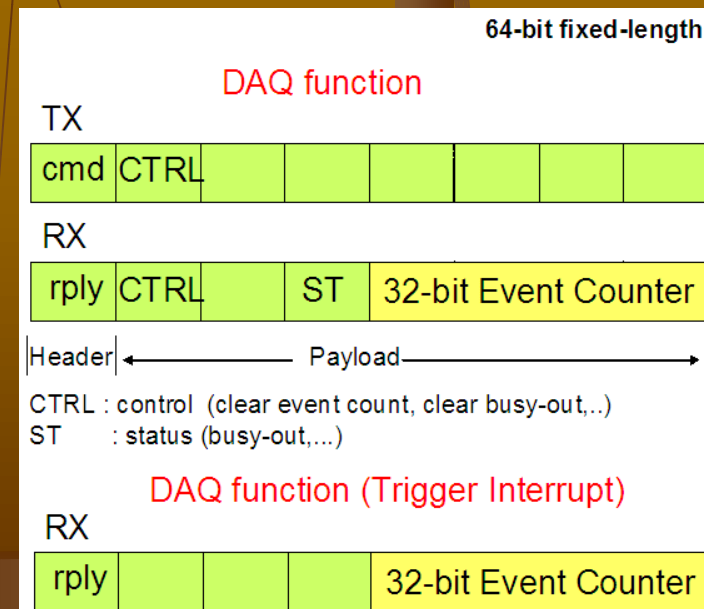 64-bit fixed-length
DAQ function
TX
cmd CTRL
RX
rply CTRL ST 32-bit Event Counter
Header Payload
CTRL : control (clear event count, clear busy-out,..)
ST : status (busy-out,...)
DAQ function (Trigger Interrupt)
RX
rply 32-bit Event Counter